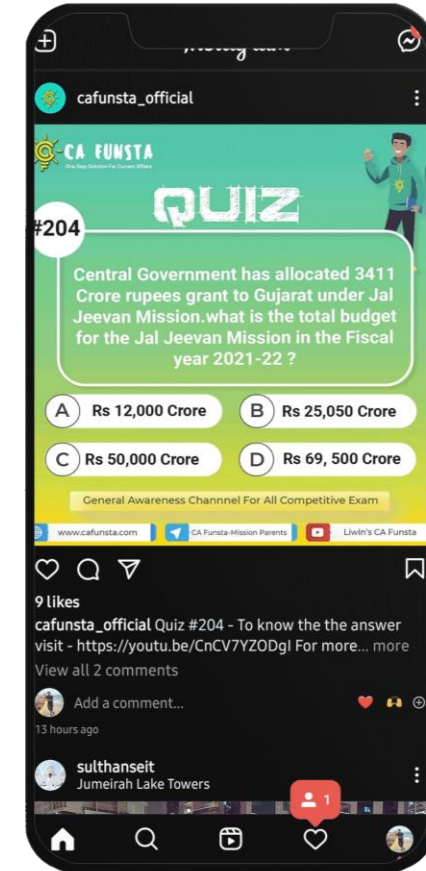 cafunsta_official
CA FUNSTA
One Stop Solution For Current Affairs
QUIZ
#204
Central Government has allocated 3411
Crore rupees grant to Gujarat under Jal
Jeevan Mission.what is the total budget
for the Jal Jeevan Mission in the Fiscal
year 2021-22 ?
A Rs 12,000 Crore
B Rs 25,050 Crore
C Rs 50,000 Crore
D Rs 69, 500 Crore
General Awareness Channnel For All Competitive Exam
www.cafunsta.com
CA Funsta-Mission Parents
Liwin's CA Funsta
9 likes
cafunsta_official Quiz #204 - To know the the answer
visit - https://youtu.be/CnCV7YZODgI For more... more
View all 2 comments
Add a comment...
13 hours ago
sulthanseit
Jumeirah Lake Towers
1